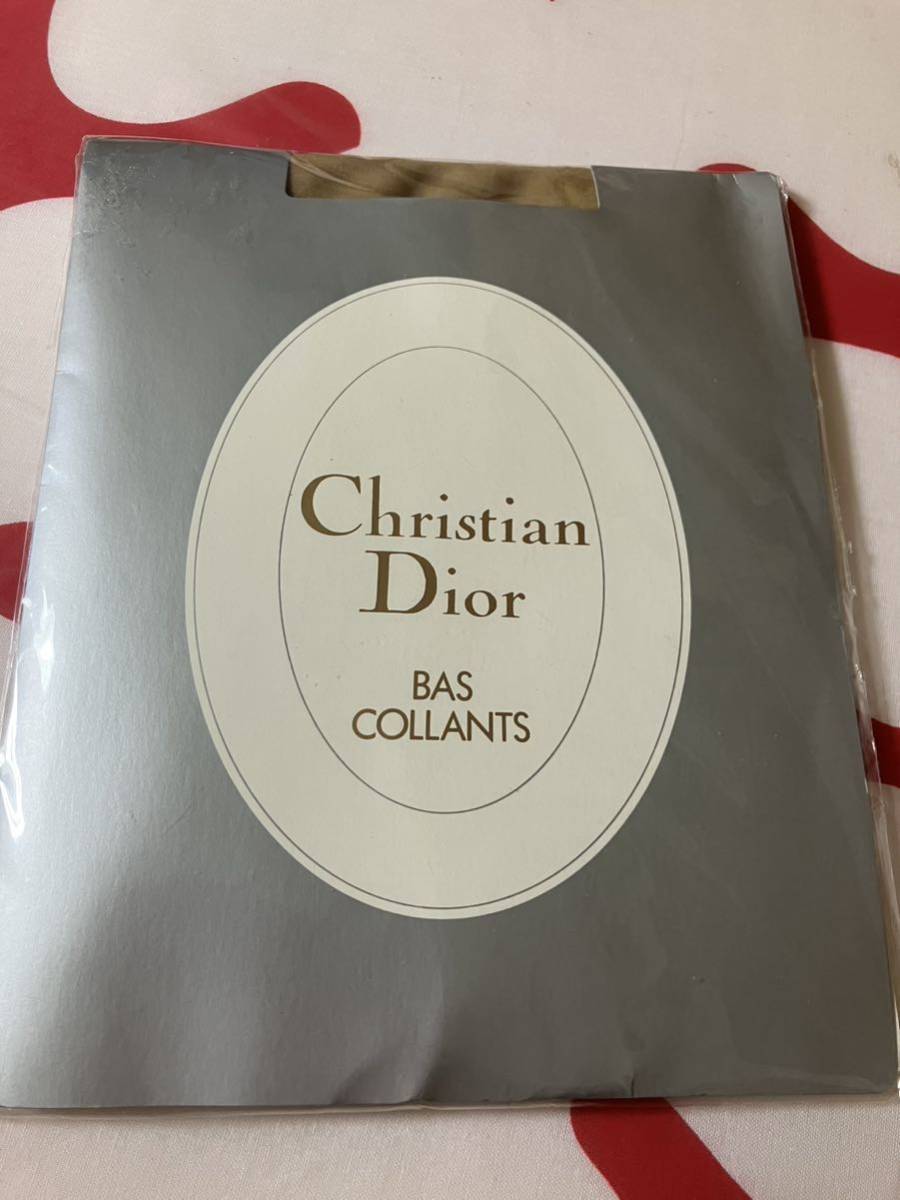 Christian
Dior
BAS
COLLANTS